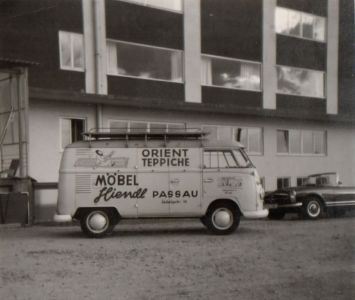 ORIENT
TEPPICHE
MÖBEL
Hiendl PASSAU